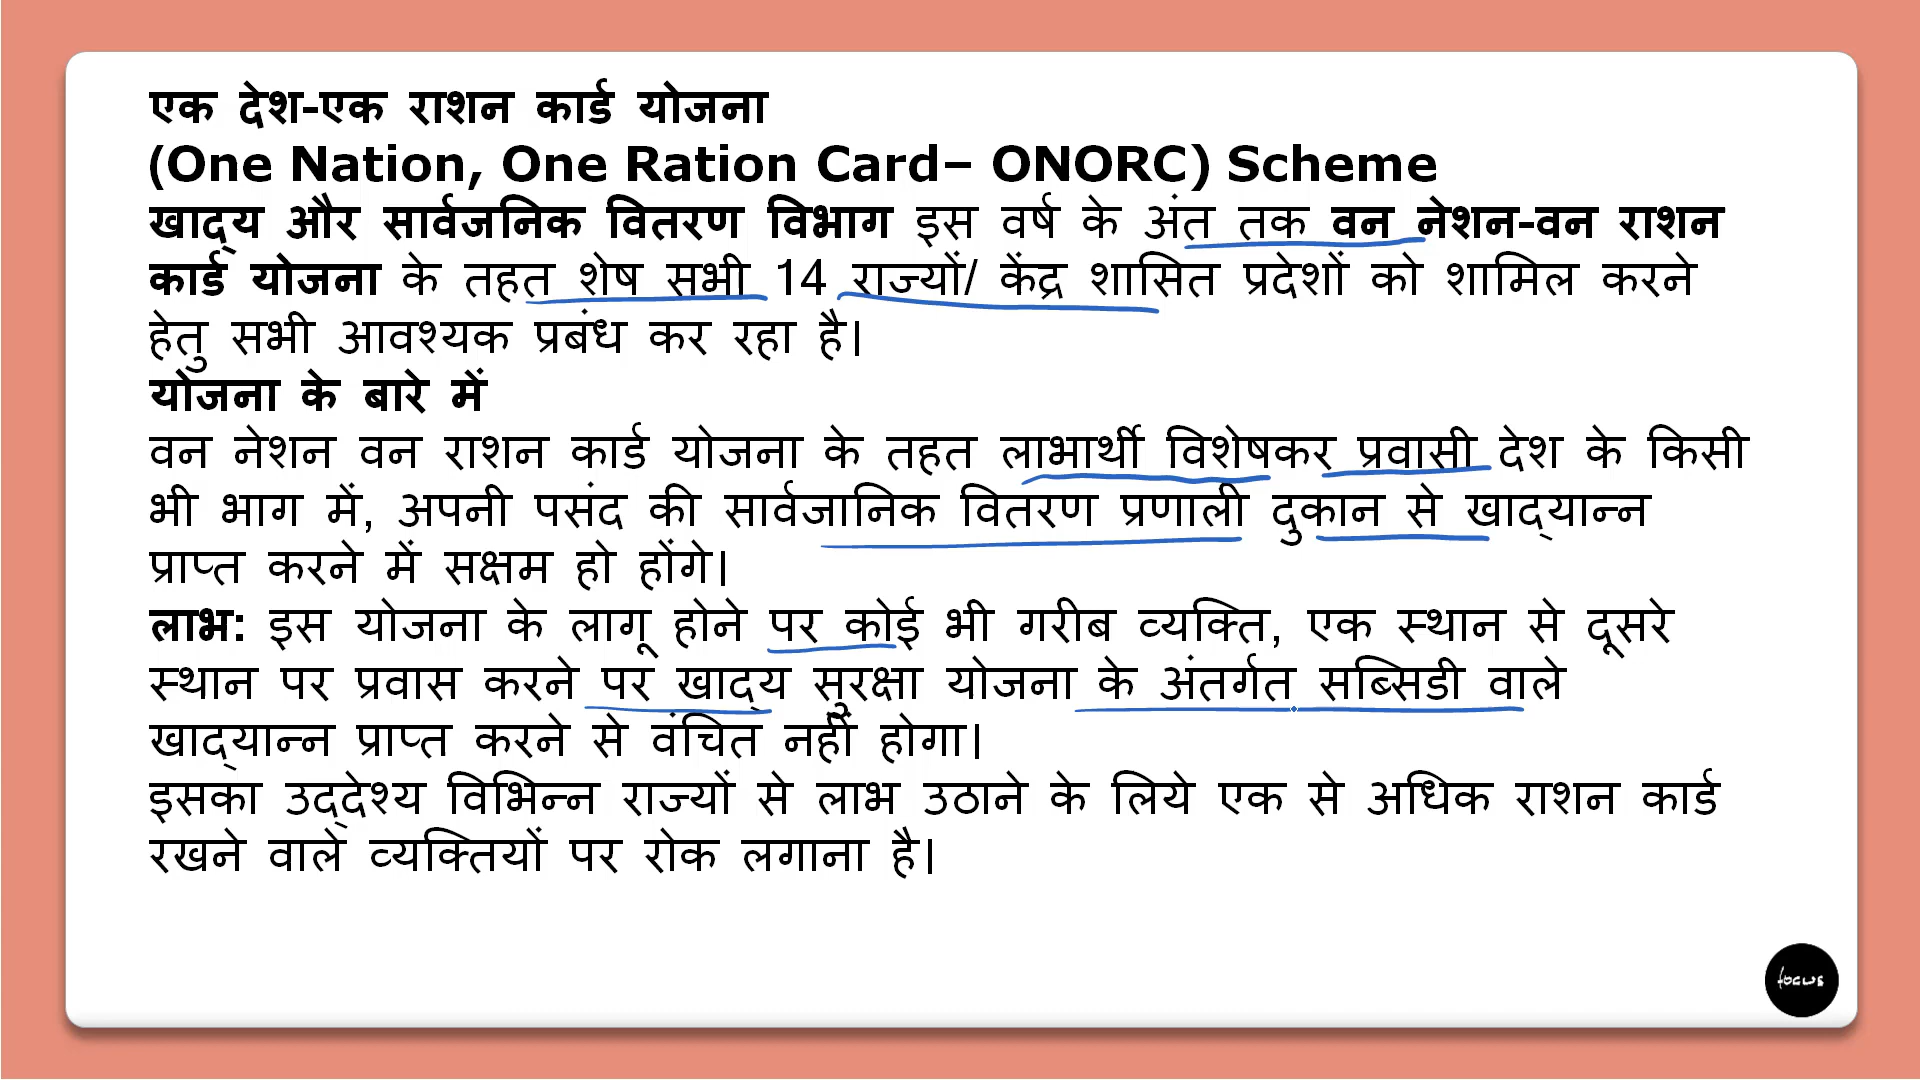 एक देश-एक राशन कार्ड योजना
(One Nation, One Ration Card– ONORC) Scheme
खाद्य और सार्वजनिक वितरण विभाग इस वर्ष के अंत तक वन नेशन-वन राशन
कार्ड योजना के तहत शेष सभी 14 राज्यों/ केंद्र शासित प्रदेशों को शामिल करने
हेतु सभी आवश्यक प्रबंध कर रहा है।
योजना के बारे में
वन नेशन वन राशन कार्ड योजना के तहत लाभार्थी विशेषकर प्रवासी देश के किसी
भी भाग में, अपनी पसंद की सार्वजानिक वितरण प्रणाली दुकान से खाद्यान्न
प्राप्त करने में सक्षम हो होंगे।
लाभ: इस योजना के लागू होने पर कोई भी गरीब व्यक्ति, एक स्थान से दूसरे
स्थान पर प्रवास करने पर खाद्य सुरक्षा योजना के अंतर्गत सब्सिडी वाले
खाद्यान्न प्राप्त करने से वंचित नहीं होगा।
इसका उद्देश्य विभिन्न राज्यों से लाभ उठाने के लिये एक से अधिक राशन कार्ड
रखने वाले व्यक्तियों पर रोक लगाना है।
focus